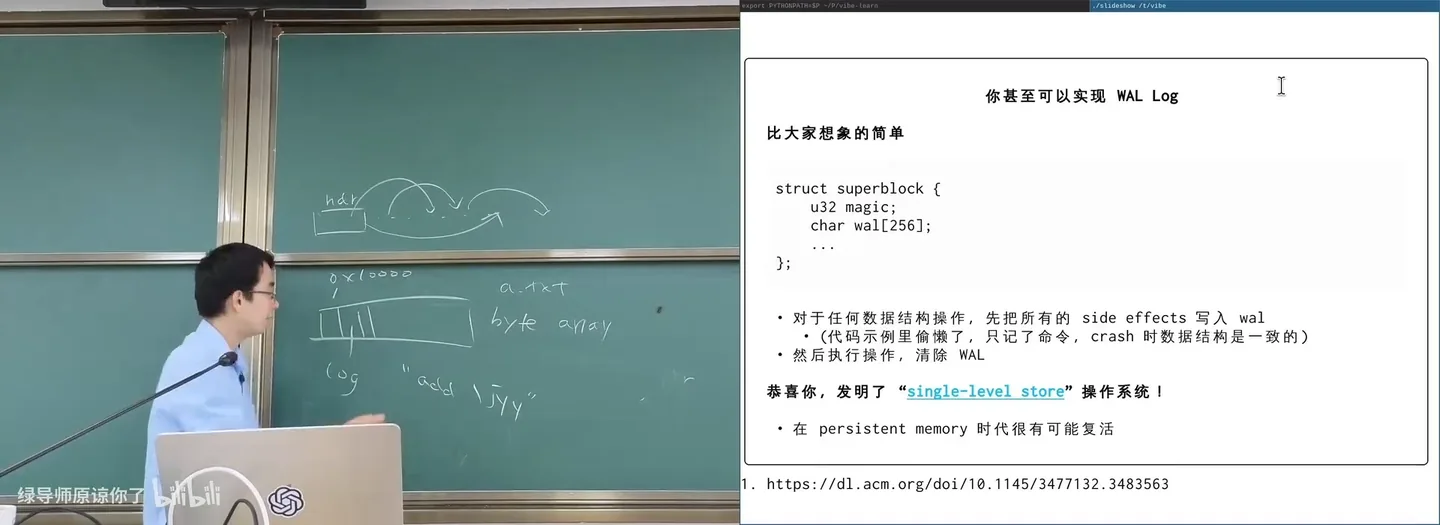 export PYTHONPATH=$P ~/P/vibe-learn
./slideshow /t/vibe
hdr
0x10000
a.txt
byte array
log
"add \jyy"
绿导师原谅你了 bilibili
你甚至可以实现 WAL Log
比大家想象的简单
struct superblock {
u32 magic;
char wal[256];
...
};
• 对于任何数据结构操作，先把所有的 side effects 写入 wal
• (代码示例里偷懒了，只记了命令，crash 时数据结构是一致的)
• 然后执行操作，清除 WAL
恭喜你，发明了 “single-level store” 操作系统！
• 在 persistent memory 时代很有可能复活
1. https://dl.acm.org/doi/10.1145/3477132.3483563